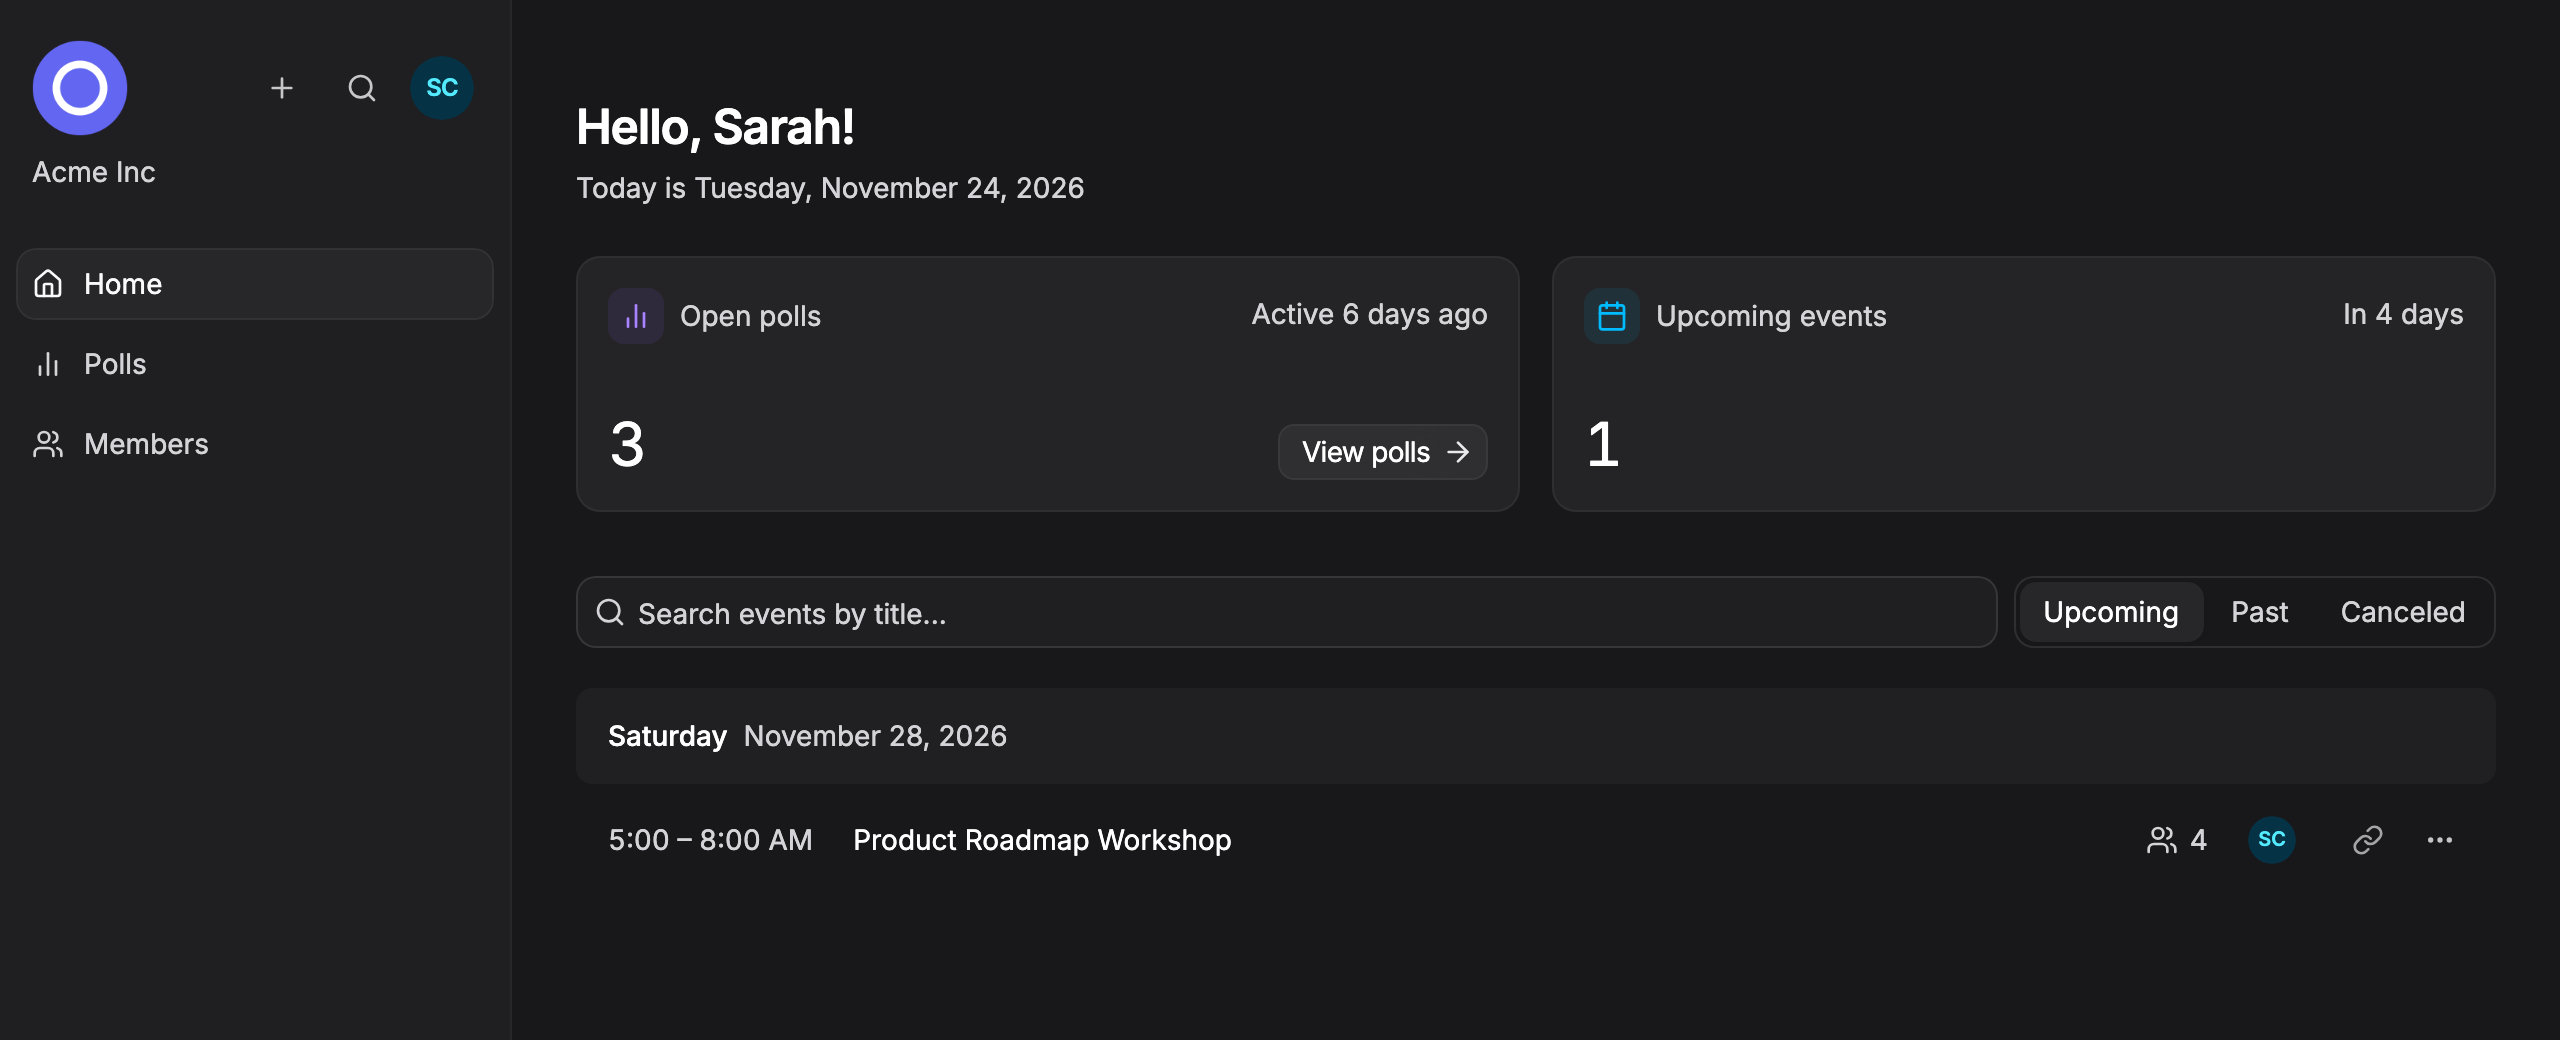 SC
Acme Inc
Home
Polls
Members
Hello, Sarah!
Today is Tuesday, November 24, 2026
Open polls
Active 6 days ago
3
View polls
Upcoming events
In 4 days
1
Search events by title...
Upcoming
Past
Canceled
Saturday November 28, 2026
5:00 – 8:00 AM Product Roadmap Workshop 4 SC